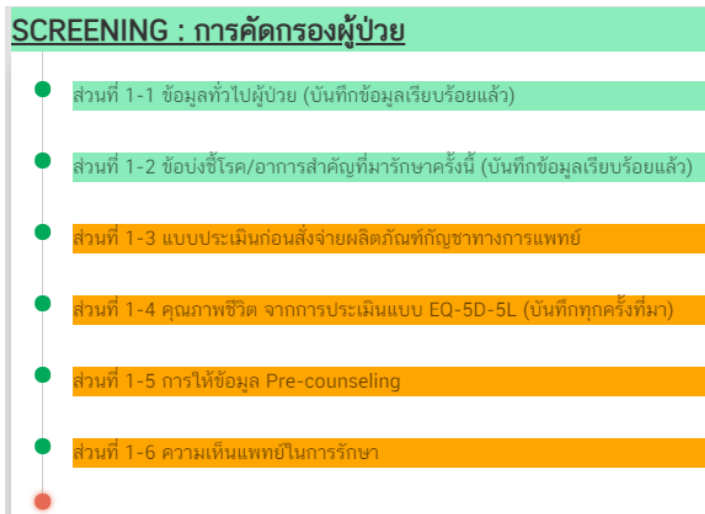 SCREENING : การคัดกรองผู้ป่วย
ส่วนที่ 1-1 ข้อมูลทั่วไปผู้ป่วย (บันทึกข้อมูลเรียบร้อยแล้ว)
ส่วนที่ 1-2 ข้อบ่งชี้โรค/อาการสำคัญที่มารักษาครั้งนี้ (บันทึกข้อมูลเรียบร้อยแล้ว)
ส่วนที่ 1-3 แบบประเมินก่อนสั่งจ่ายผลิตภัณฑ์กัญชาทางการแพทย์
ส่วนที่ 1-4 คุณภาพชีวิต จากการประเมินแบบ EQ-5D-5L (บันทึกทุกครั้งที่มา)
ส่วนที่ 1-5 การให้ข้อมูล Pre-counseling
ส่วนที่ 1-6 ความเห็นแพทย์ในการรักษา